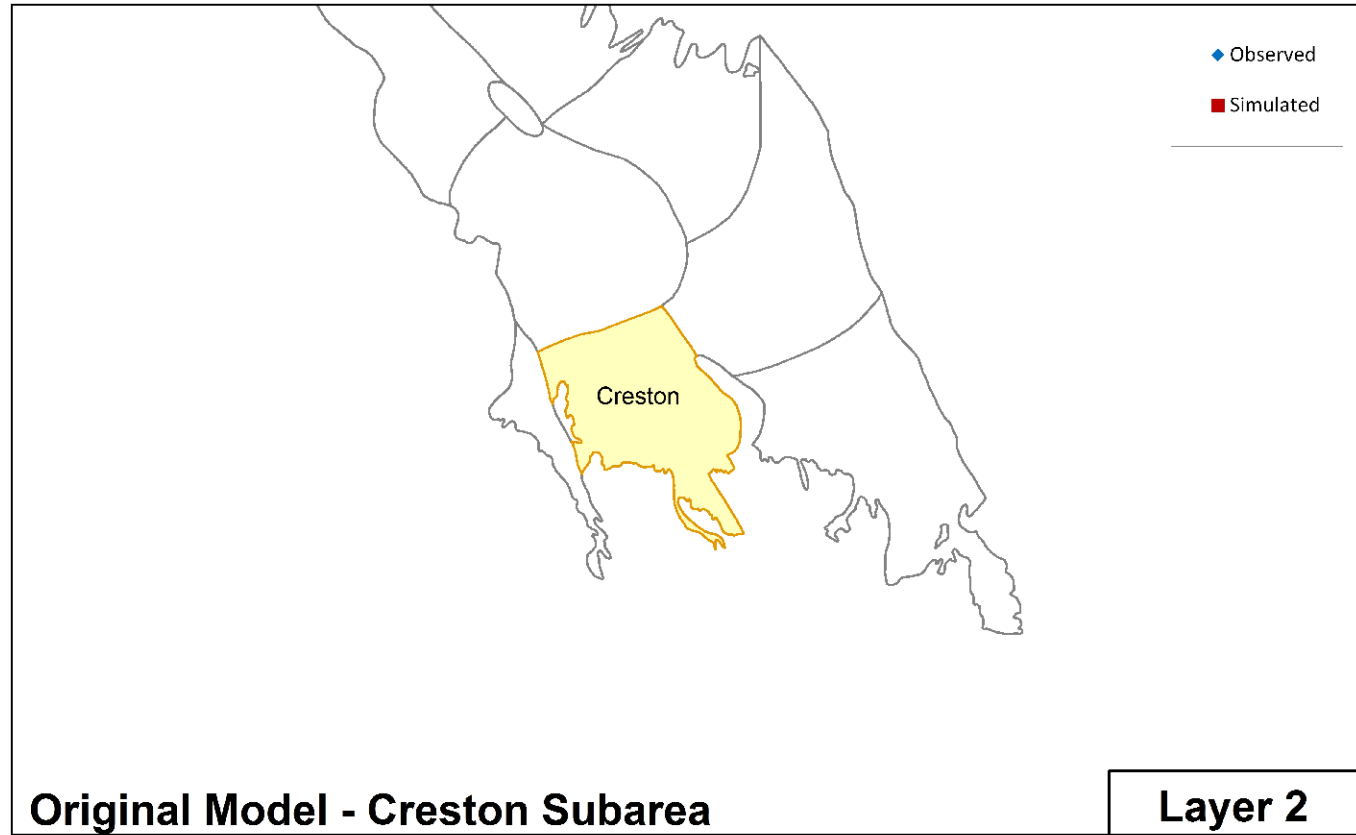 Observed
Simulated
Creston
Original Model - Creston Subarea
Layer 2